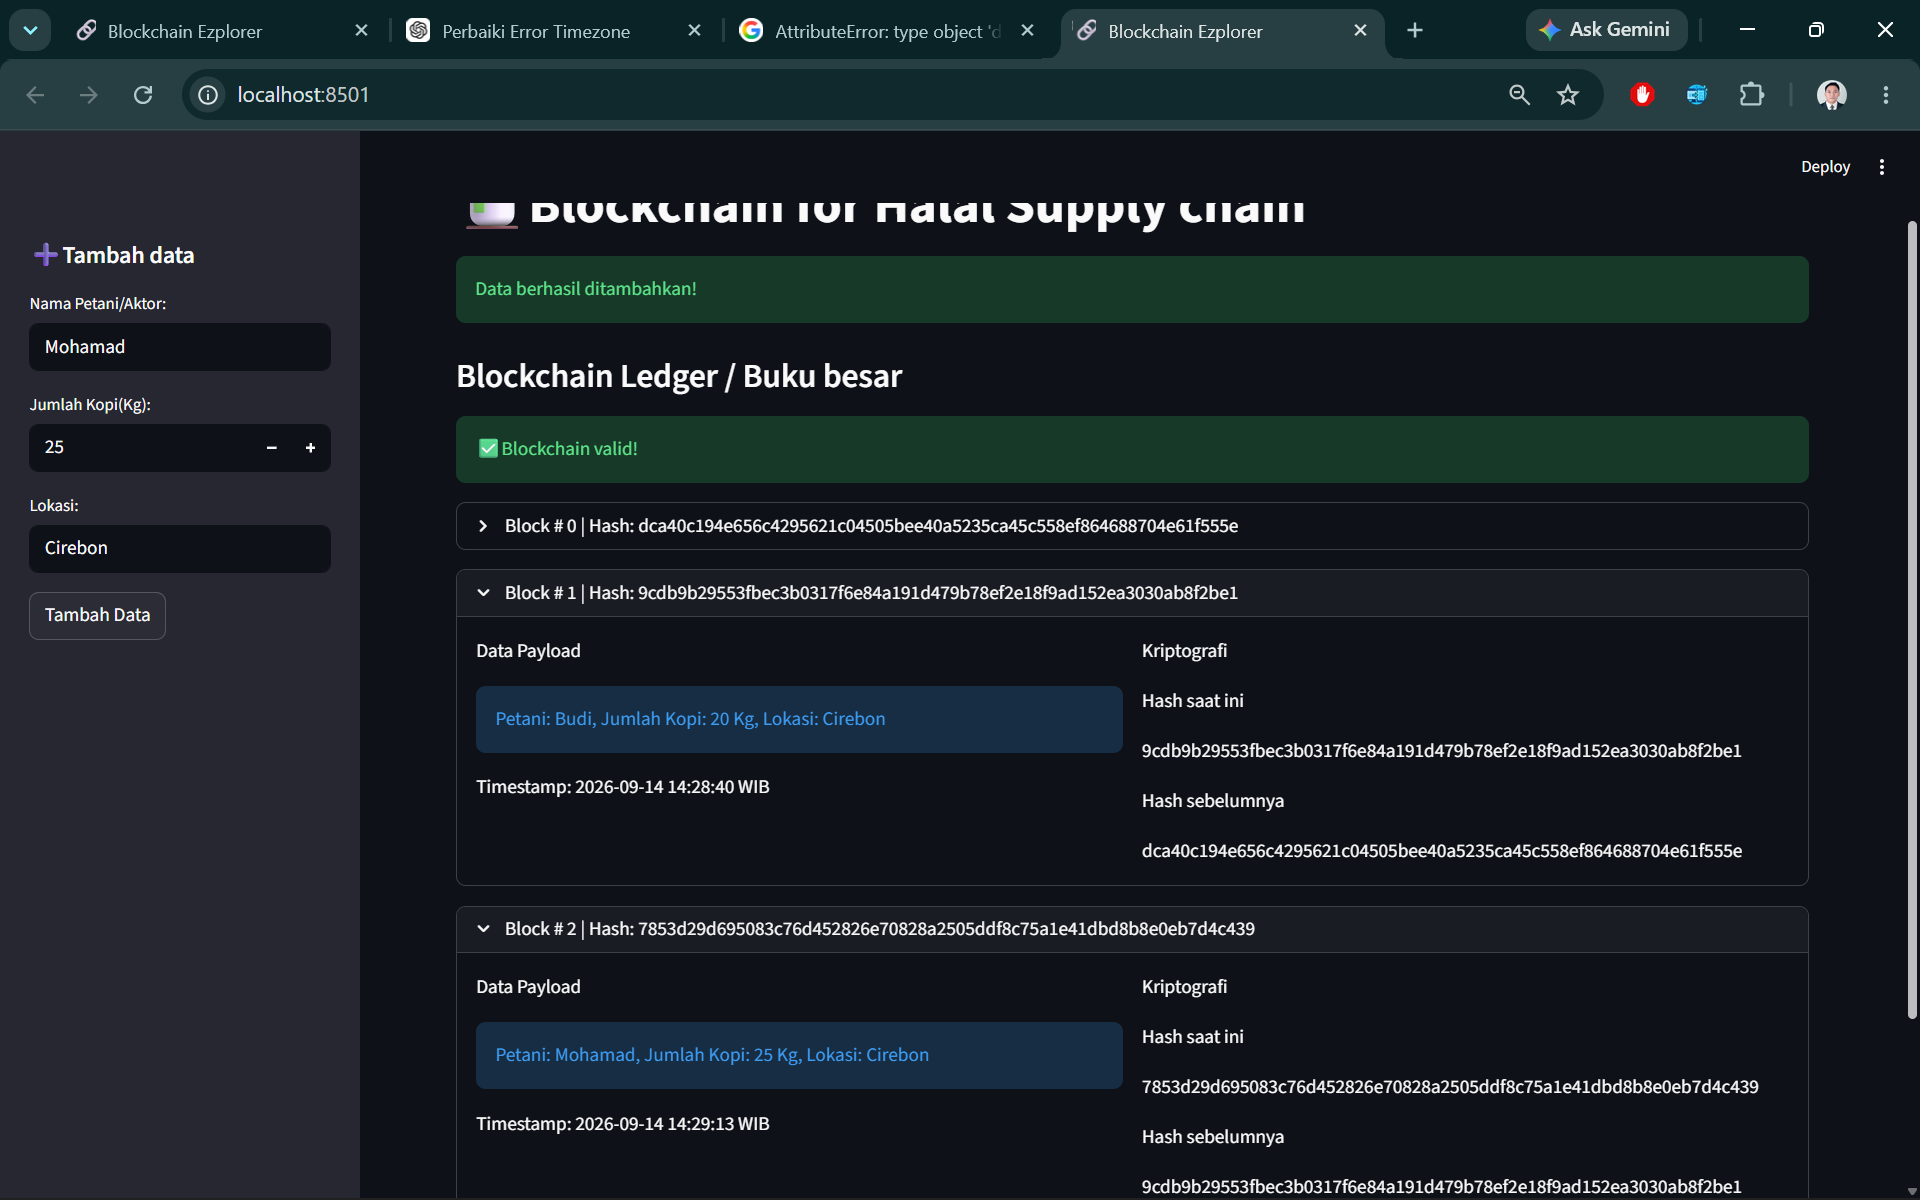 Blockchain Ezplorer
Perbaiki Error Timezone
AttributeError: type object 'd
Blockchain Ezplorer
Ask Gemini
localhost:8501
Deploy
Tambah data
Nama Petani/Aktor:
Mohamad
Jumlah Kopi(Kg):
25
Lokasi:
Cirebon
Tambah Data
Blockchain for Halal Supply chain
Data berhasil ditambahkan!
Blockchain Ledger / Buku besar
Blockchain valid!
Block # 0 | Hash: dca40c194e656c4295621c04505bee40a5235ca45c558ef864688704e61f555e
Block # 1 | Hash: 9cdb9b29553fbec3b0317f6e84a191d479b78ef2e18f9ad152ea3030ab8f2be1
Data Payload
Petani: Budi, Jumlah Kopi: 20 Kg, Lokasi: Cirebon
Timestamp: 2026-09-14 14:28:40 WIB
Kriptografi
Hash saat ini
9cdb9b29553fbec3b0317f6e84a191d479b78ef2e18f9ad152ea3030ab8f2be1
Hash sebelumnya
dca40c194e656c4295621c04505bee40a5235ca45c558ef864688704e61f555e
Block # 2 | Hash: 7853d29d695083c76d452826e70828a2505ddf8c75a1e41dbd8b8e0eb7d4c439
Data Payload
Petani: Mohamad, Jumlah Kopi: 25 Kg, Lokasi: Cirebon
Timestamp: 2026-09-14 14:29:13 WIB
Kriptografi
Hash saat ini
7853d29d695083c76d452826e70828a2505ddf8c75a1e41dbd8b8e0eb7d4c439
Hash sebelumnya
9cdb9b29553fbec3b0317f6e84a191d479b78ef2e18f9ad152ea3030ab8f2be1